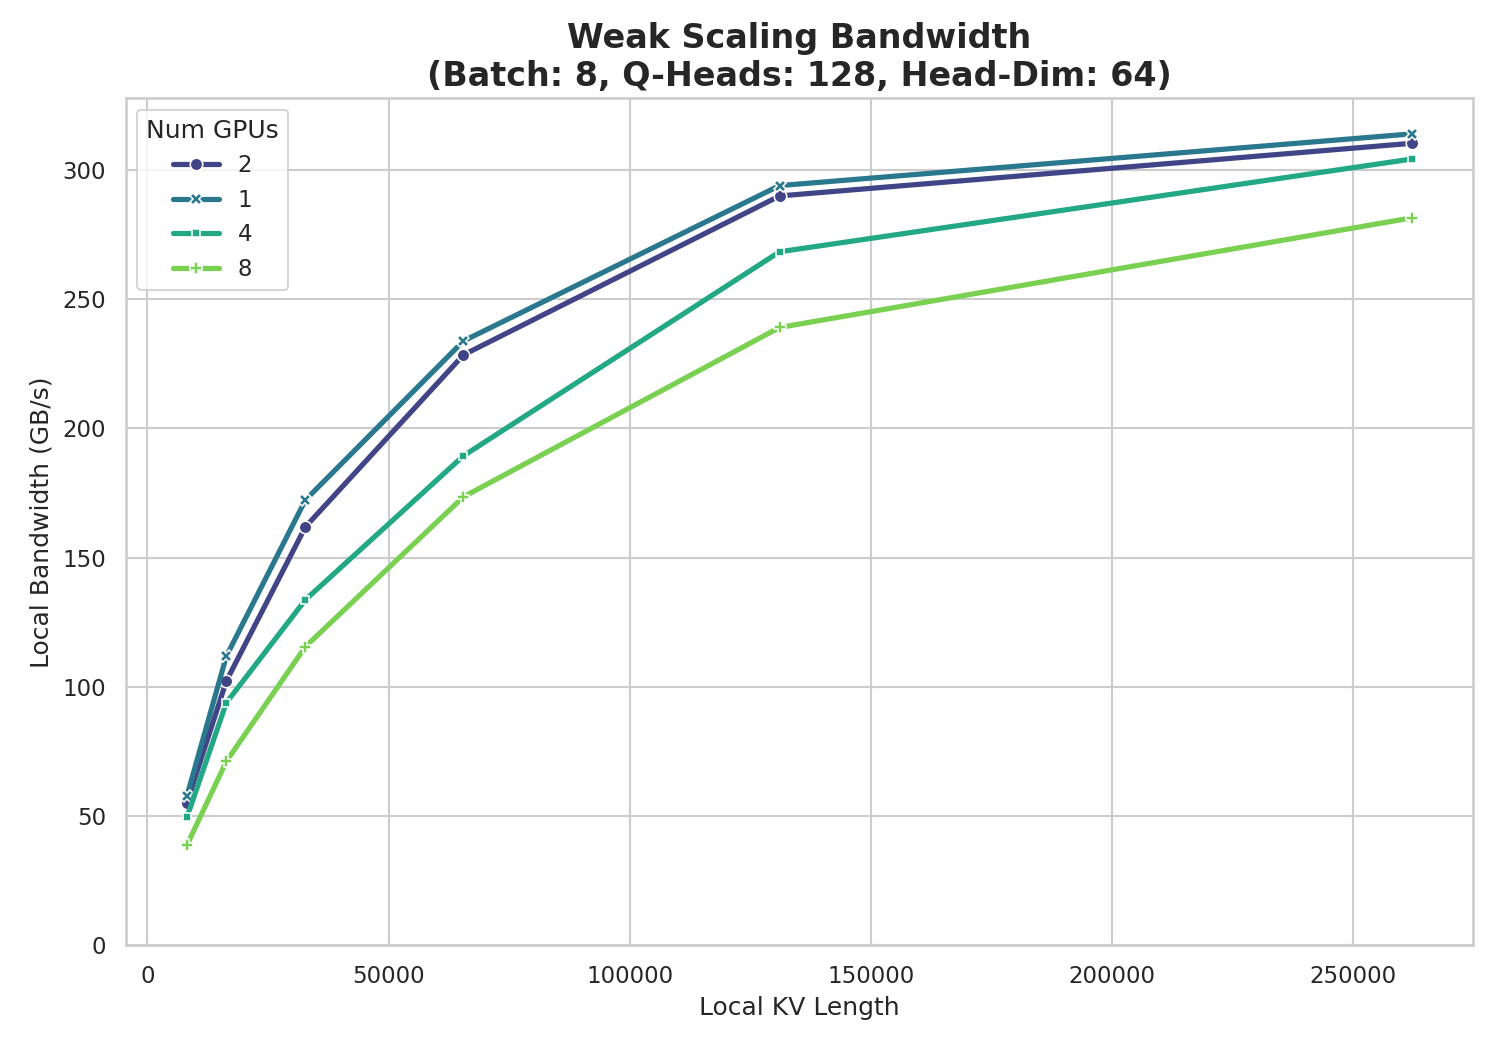 Weak Scaling Bandwidth
(Batch: 8, Q-Heads: 128, Head-Dim: 64)
Num GPUs
2
1
4
8
Local Bandwidth (GB/s)
300
250
200
150
100
50
0
0 50000 100000 150000 200000 250000
Local KV Length